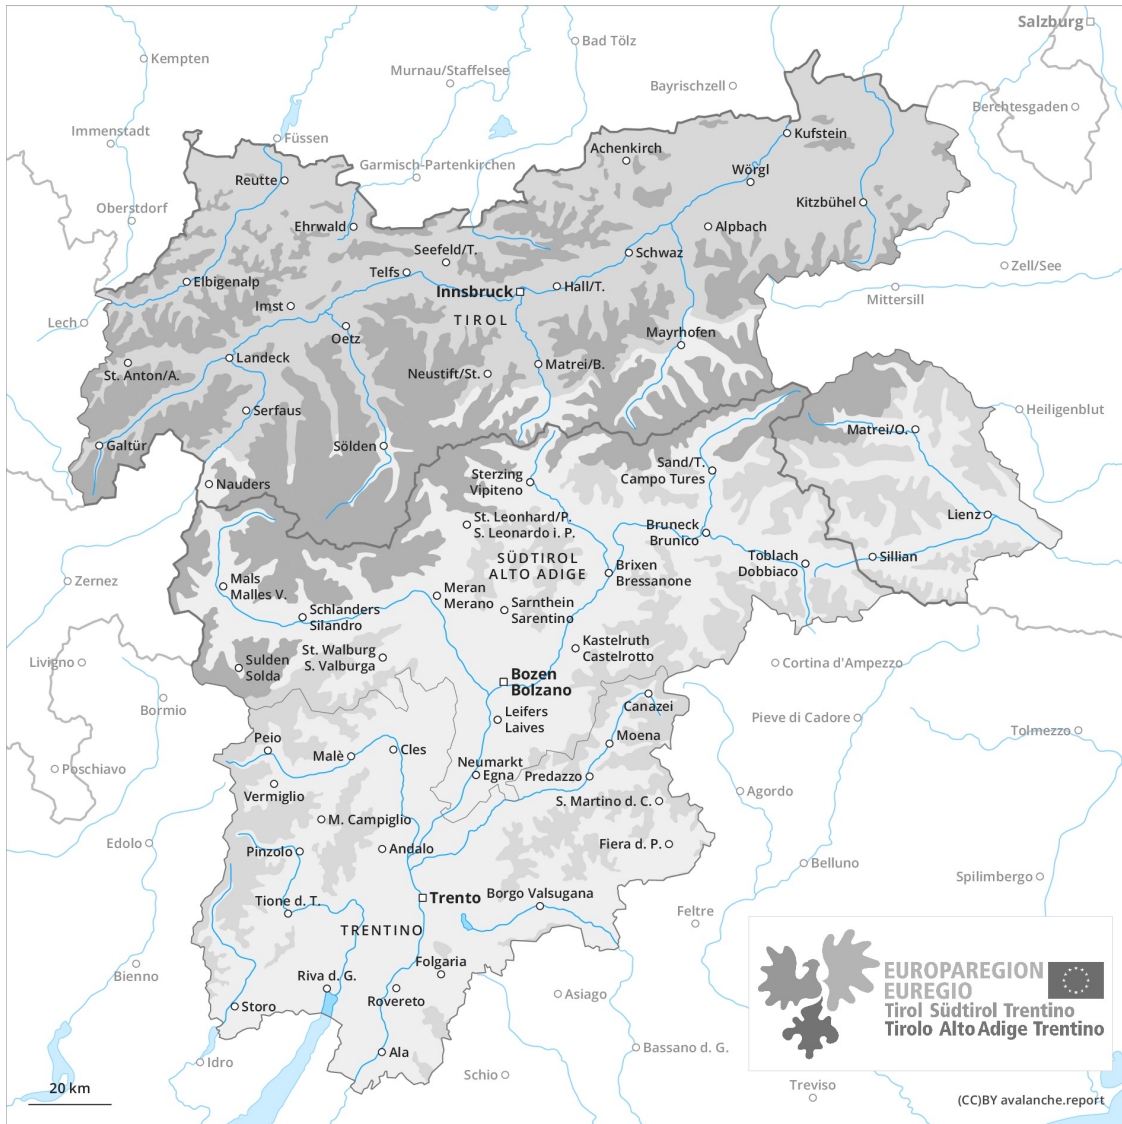 Salzburg
Bad Tölz
Kempten
Murnau/Staffelsee
Bayrischzell
Berchtesgaden
Immenstadt
Füssen
Kufstein
Achenkirch
Garmisch-Partenkirchen
Wörgl
Reutte
Oberstdorf
Kitzbühel
Ehrwald
Alpbach
Seefeld/T.
Schwaz
Telfs
Zell/See
Elbigenalp
Hall/T.
Innsbruck
Mittersill
Imst
TIROL
Lech
Mayrhofen
Oetz
Landeck
Matrei/B.
St. Anton/A.
Neustift/St.
Serfaus
Heiligenblut
Matrei/O.
Galtür
Sölden
Sand/T.
Campo Tures
Sterzing
Vipiteno
Nauders
Lienz
St. Leonhard/P.
S. Leonardo i. P.
Bruneck
Brunico
SÜDTIROL
ALTO ADIGE
Toblach
Dobbiaco
Sillian
Brixen
Bressanone
Zernez
Mals
Malles V.
Meran
Merano
Sarnthein
Sarentino
Schlanders
Silandro
Kastelruth
Castelrotto
St. Walburg
S. Valburga
Livigno
Sulden
Solda
Cortina d'Ampezzo
Bozen
Bolzano
Bormio
Canazei
Leifers
Laives
Pieve di Cadore
Tolmezzo
Moena
Peio
Malè
Cles
Neumarkt
Egna
Predazzo
Poschiavo
Vermiglio
Agordo
S. Martino d. C.
M. Campiglio
Edolo
Pinzolo
Andalo
Fiera d. P.
Belluno
Spilimbergo
Tione d. T.
Trento
Borgo Valsugana
Feltre
TRENTINO
Bienno
Riva d. G.
Folgaria
Rovereto
Asiago
Storo
EUROPAREGION
EUREGIO
Tirol Südtirol Trentino
Tirolo Alto Adige Trentino
Idro
Ala
Bassano d. G.
Schio
Treviso
20 km
(CC)BY avalanche.report